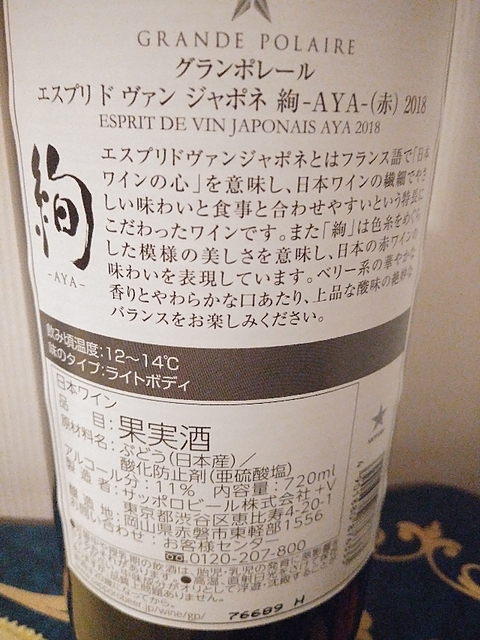 GRANDE POLAIRE
グランポレール
エスプリ ド ヴァン ジャポネ 絢-AYA-(赤) 2018
ESPRIT DE VIN JAPONAIS AYA 2018
絢
-AYA-
エスプリドヴァンジャポネとはフランス語で「日本
ワインの心」を意味し、日本ワインの繊細でやさ
しい味わいと食事と合わせやすいという特長に
こだわったワインです。また「絢」は色糸をめぐら
した模様の美しさを意味し、日本の赤ワインの
味わいを表現しています。ベリー系の華やかな
香りとやわらかな口あたり、上品な酸味の絶妙な
バランスをお楽しみください。
飲み頃温度:12〜14℃
味のタイプ:ライトボディ
日本ワイン
品 目:果実酒
原材料名:ぶどう(日本産)/
酸化防止剤(亜硫酸塩)
アルコール分:11% 内容量:720ml
製造者:サッポロビール株式会社+V
東京都渋谷区恵比寿4-20-1
製造地:岡山県赤磐市東軽部1556
お問い合わせ:お客様センター
0120-207-800
76689 H